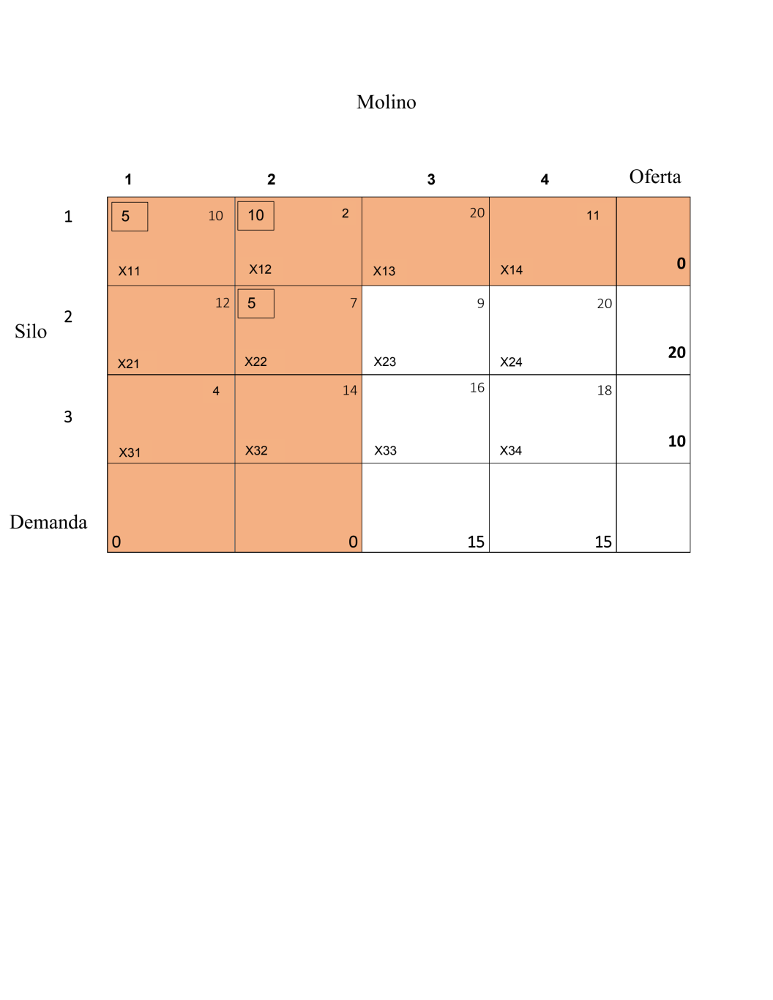 Molino
1 2 3 4 Oferta
1 5 10 10 2 20 11
X11 X12 X13 X14 0
Silo 2 12 5 7 9 20
X21 X22 X23 X24 20
3 4 14 16 18
X31 X32 X33 X34 10
Demanda
0 0 15 15